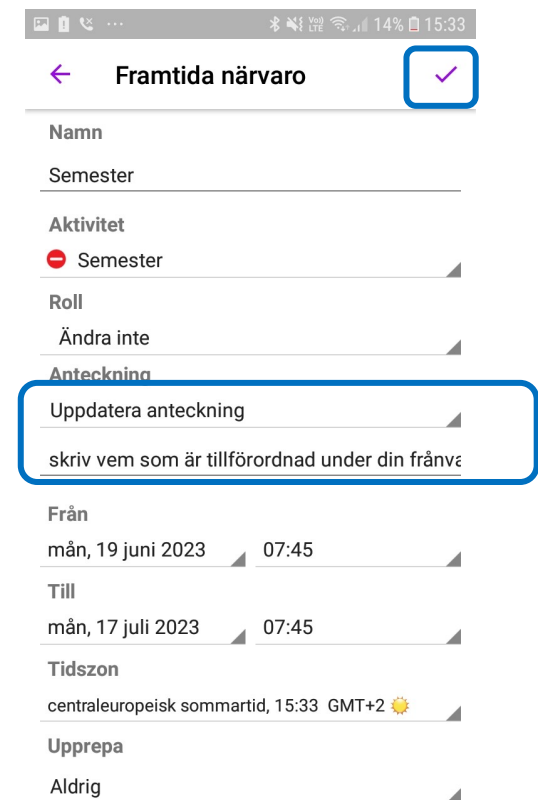 Voj) LTE 14% 15:33
Framtida närvaro
Namn
Semester
Aktivitet
Semester
Roll
Ändra inte
Anteckning
Uppdatera anteckning
skriv vem som är tillförordnad under din frånva
Från
mån, 19 juni 2023 07:45
Till
mån, 17 juli 2023 07:45
Tidszon
centraleuropeisk sommartid, 15:33 GMT+2
Upprepa
Aldrig